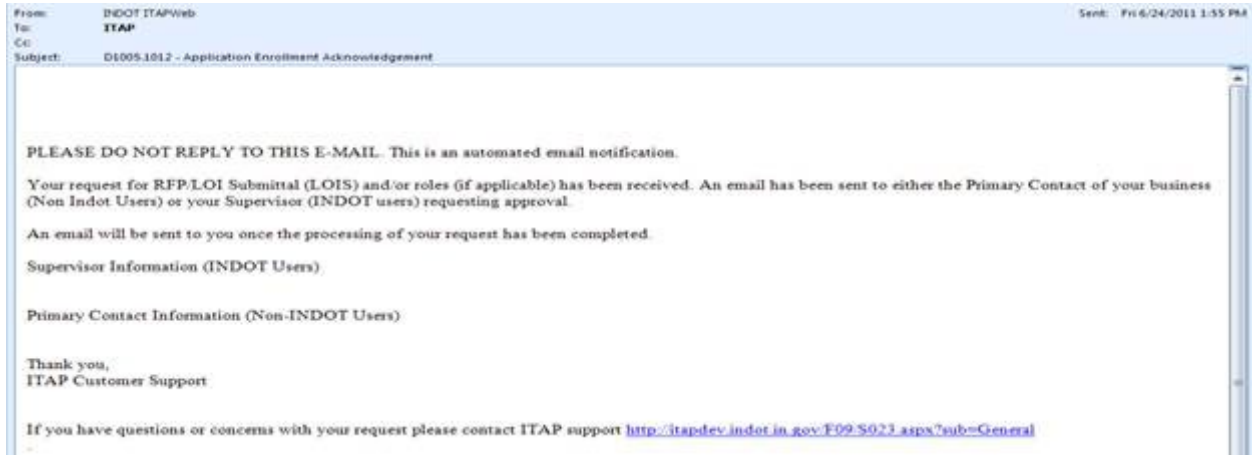 From: INDOT ITAPWeb Sent: Fri 6/24/2011 1:55 PM
To: ITAP
Cc:
Subject: D1005.1012 - Application Enrollment Acknowledgement
PLEASE DO NOT REPLY TO THIS E-MAIL. This is an automated email notification.
Your request for RFP/LOI Submittal (LOIS) and/or roles (if applicable) has been received. An email has been sent to either the Primary Contact of your business
(Non Indot Users) or your Supervisor (INDOT users) requesting approval.
An email will be sent to you once the processing of your request has been completed.
Supervisor Information (INDOT Users)
Primary Contact Information (Non-INDOT Users)
Thank you,
ITAP Customer Support
If you have questions or concerns with your request please contact ITAP support http://itapdev.indot.in.gov/F09/S023.aspx?sub=General